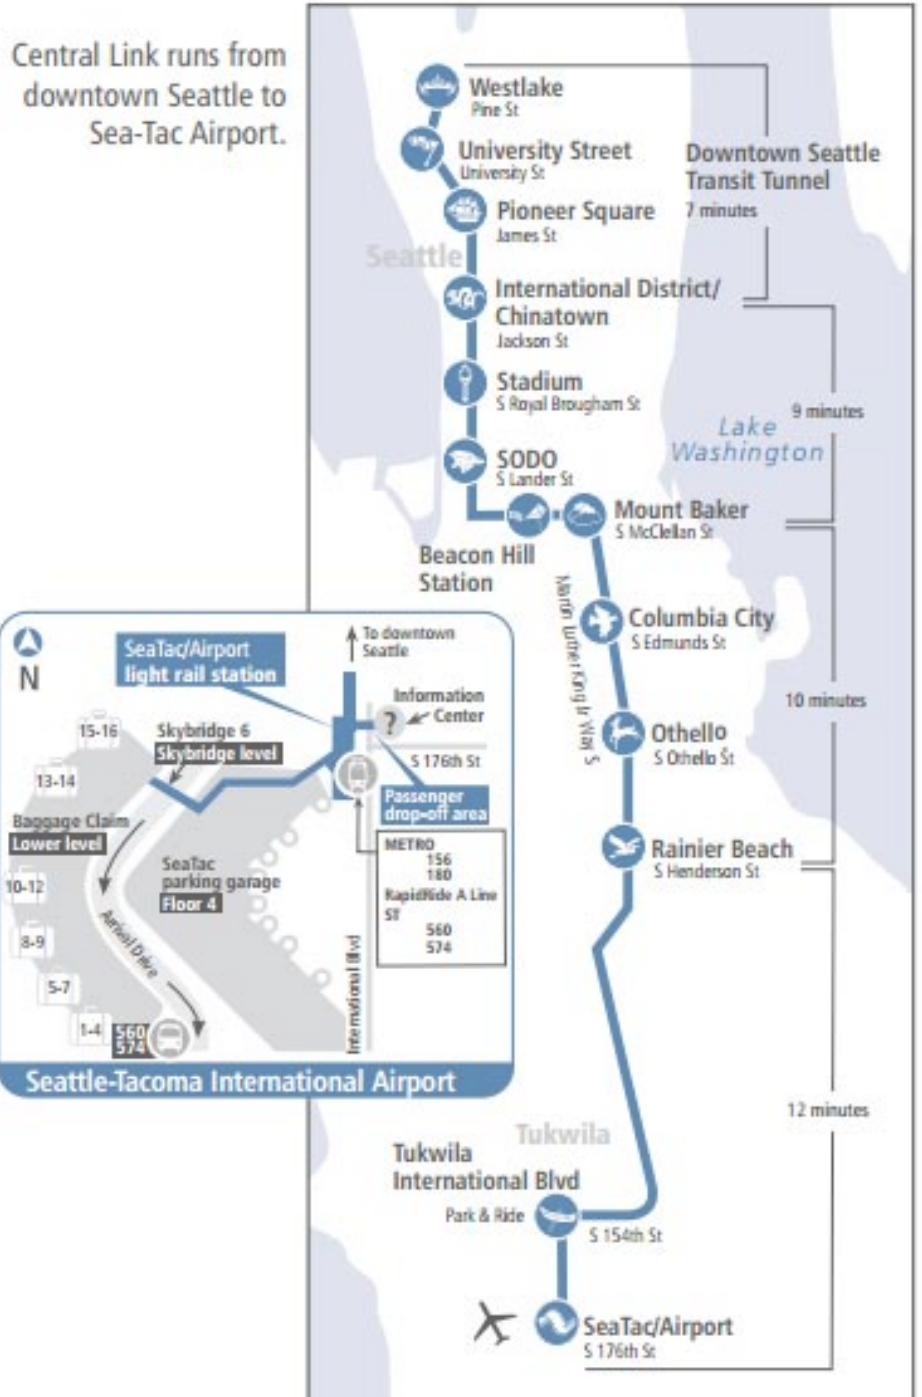 Central Link runs from
downtown Seattle to
Sea-Tac Airport.
Westlake
Pine St
University Street
University St
Downtown Seattle
Transit Tunnel
7 minutes
Pioneer Square
James St
Seattle
International District/
Chinatown
Jackson St
Stadium
S Royal Brougham St
9 minutes
Lake
Washington
SODO
S Lander St
Mount Baker
S McClellan St
Beacon Hill
Station
Martin Luther King Jr Way S
Columbia City
S Edmunds St
10 minutes
Othello
S Othello St
Rainier Beach
S Henderson St
12 minutes
Tukwila
Tukwila
International Blvd
Park & Ride
S 154th St
SeaTac/Airport
S 176th St
N
SeaTac/Airport
light rail station
To downtown
Seattle
Information
Center
?
S 176th St
Skybridge 6
Skybridge level
15-16
13-14
Passenger
drop-off area
Baggage Claim
Lower level
METRO
156
180
RapidRide A Line
ST
560
574
SeaTac
parking garage
Floor 4
10-12
8-9
5-7
1-4
Arrival Drive
International Blvd
560
574
Seattle-Tacoma International Airport